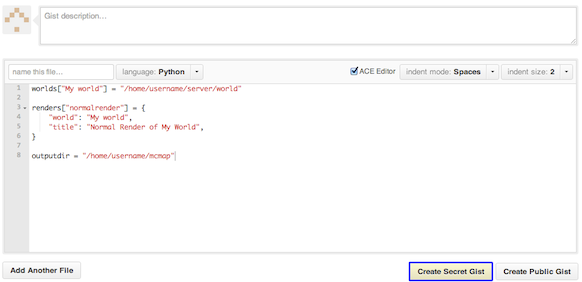 Gist description...
name this file...
language: Python
ACE Editor
indent mode: Spaces
indent size: 2
1 worlds["My world"] = "/home/username/server/world"
2
3 renders["normalrender"] = {
4     "world": "My world",
5     "title": "Normal Render of My World",
6 }
7
8 outputdir = "/home/username/mcmap"
Add Another File
Create Secret Gist
Create Public Gist